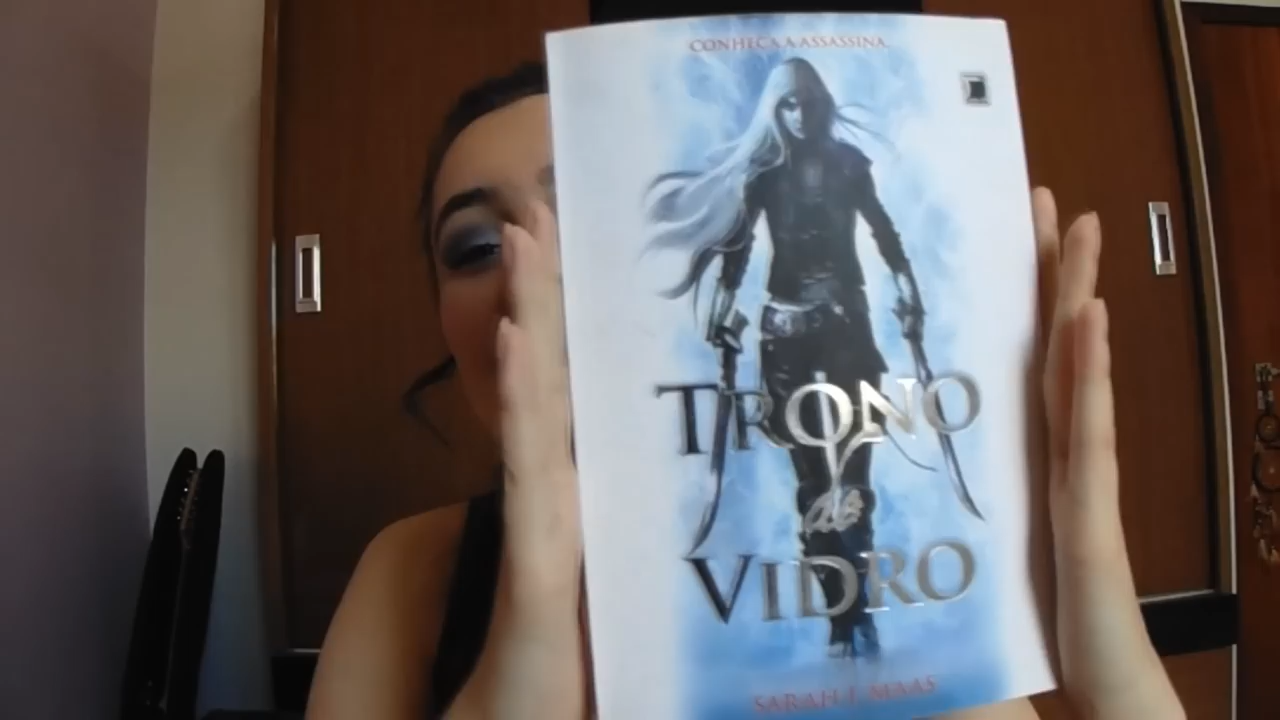 CONHEÇA A ASSASSINA
TRONO
de
VIDRO
SARAH J. MAAS